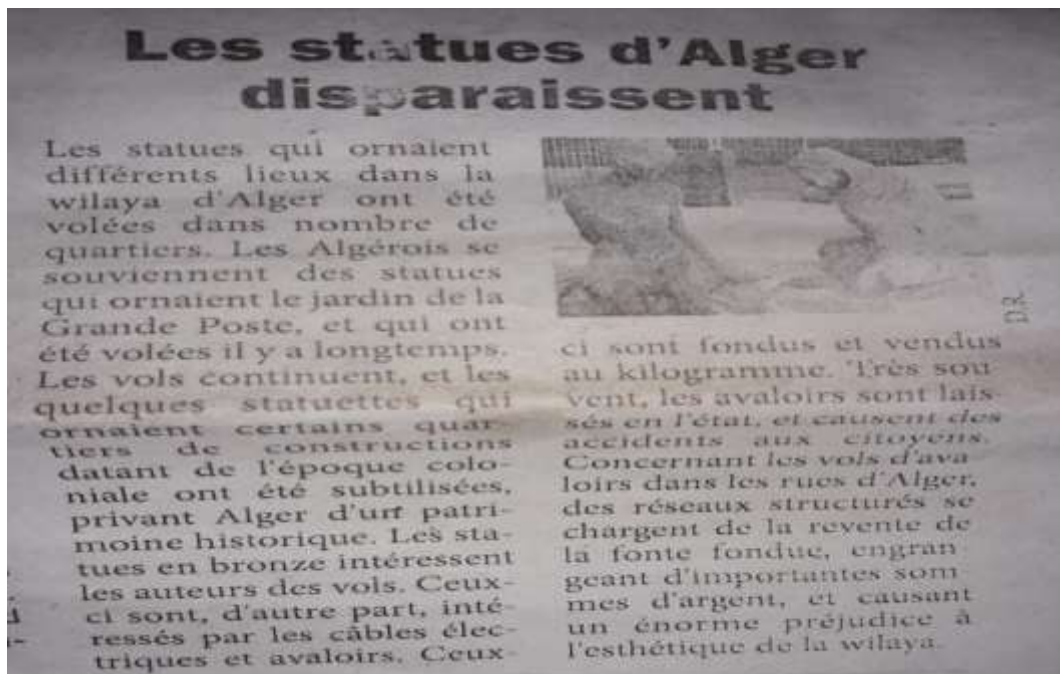 Les statues d'Alger
disparaissent
Les statues qui ornaient
différents lieux dans la
wilaya d'Alger ont été
volées dans nombre de
quartiers. Les Algérois se
souviennent des statues
qui ornaient le jardin de la
Grande Poste, et qui ont
été volées il y a longtemps.
Les vols continuent, et les
quelques statuettes qui
ornaient certains quar-
tiers de constructions
datant de l'époque colo-
niale ont été subtilisées,
privant Alger d'un patri-
moine historique. Les sta-
tues en bronze intéressent
les auteurs des vols. Ceux-
ci sont, d'autre part, inté-
ressés par les câbles élec-
triques et avaloirs. Ceux-
D.R
ci sont fondus et vendus
au kilogramme. Très sou
vent, les avaloirs sont lais-
sés en l'état, et causent des
accidents aux citoyens.
Concernant les vols d'ava
loirs dans les rues d'Alger,
des réseaux structurés se
chargent de la revente de
la fonte fondue, engran-
geant d'importantes som-
mes d'argent, et causant
un énorme préjudice à
l'esthétique de la wilaya.